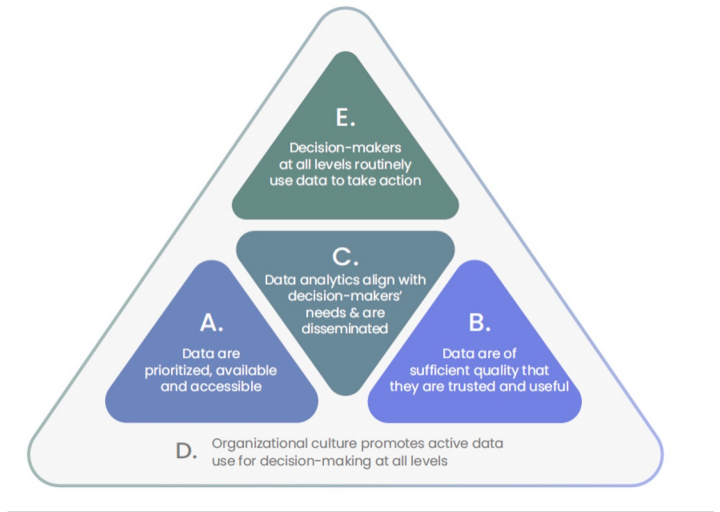 E.
Decision-makers
at all levels routinely
use data to take action
C.
Data analytics align with
decision-makers’
needs & are
disseminated
A.
Data are
prioritized, available
and accessible
B.
Data are of
sufficient quality that
they are trusted and useful
D.
Organizational culture promotes active data
use for decision-making at all levels